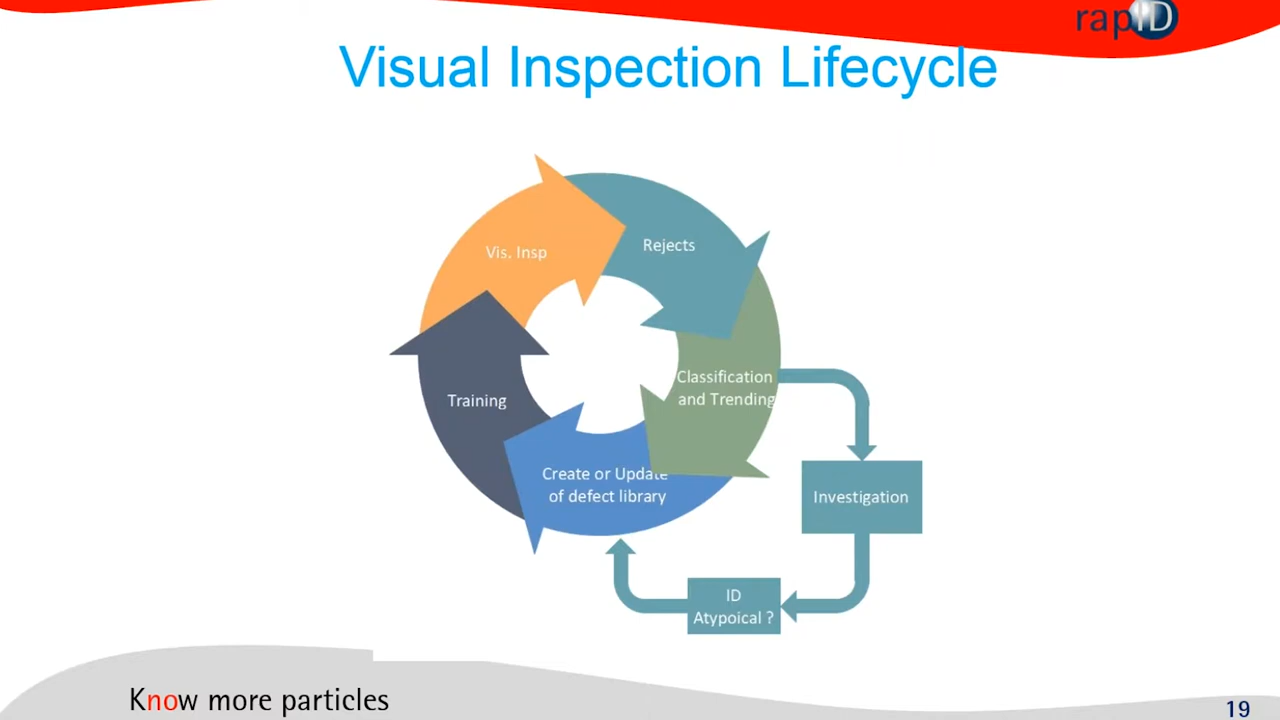 rapID
Visual Inspection Lifecycle
Vis. Insp
Rejects
Classification
and Trending
Create or Update
of defect library
Training
Investigation
ID
Atypoical ?
Know more particles
19